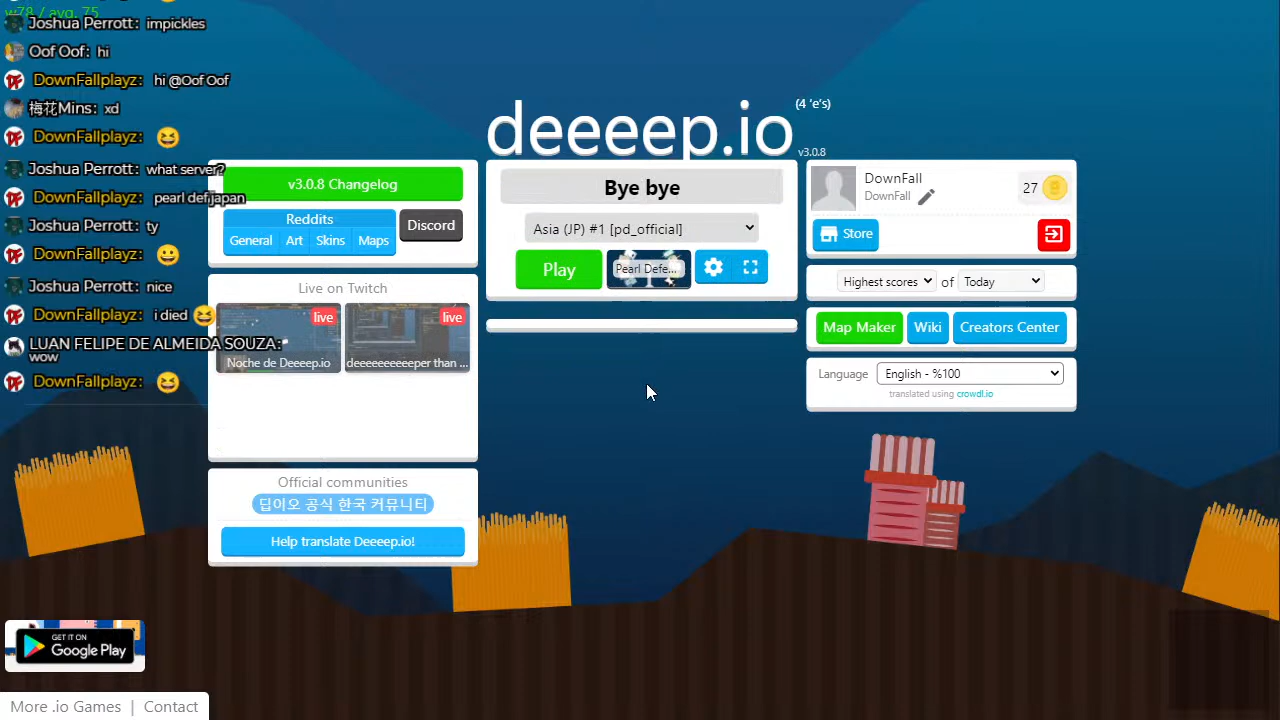 v:78 / avg. 75
Joshua Perrott: impickles
Oof Oof: hi
DownFallplayz: hi @Oof Oof
梅花Mins: xd
DownFallplayz: 😆
Joshua Perrott: what server?
DownFallplayz: pearl def japan
Joshua Perrott: ty
DownFallplayz: 😀
Joshua Perrott: nice
DownFallplayz: i died 😆
LUAN FELIPE DE ALMEIDA SOUZA:
wow
DownFallplayz: 😆
deeeep.io
(4 'e's)
v3.0.8
v3.0.8 Changelog
Reddits
General Art Skins Maps
Discord
Live on Twitch
live
Noche de Deeeep.io
live
deeeeeeeeeper than ...
Official communities
딥이오 공식 한국 커뮤니티
Help translate Deeeep.io!
Bye bye
Asia (JP) #1 [pd_official]
Play
Pearl Defe...
DownFall
DownFall
27
Store
Highest scores of Today
Map Maker Wiki Creators Center
Language English - %100
translated using crowdl.io
GET IT ON
Google Play
More .io Games | Contact